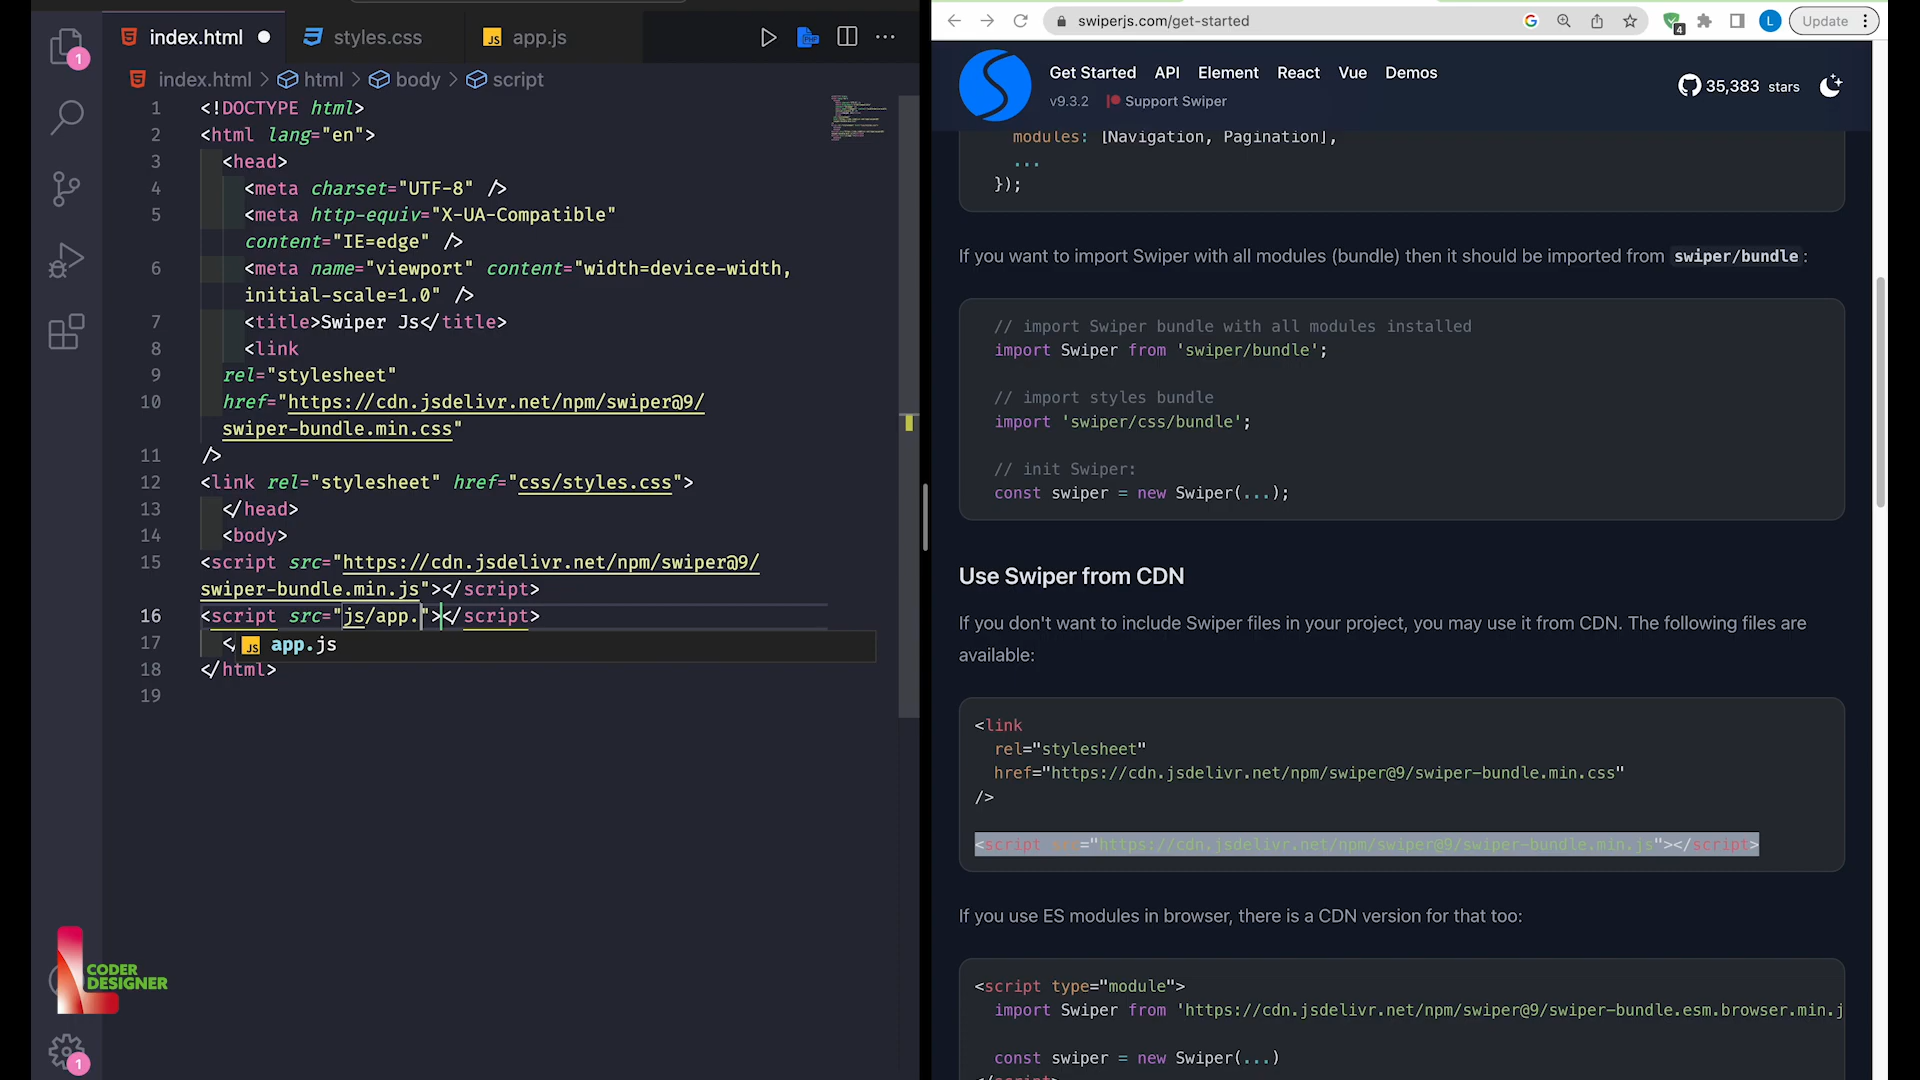 index.html
styles.css
app.js
index.html > html > body > script
1 <!DOCTYPE html>
2 <html lang="en">
3 <head>
4 <meta charset="UTF-8" />
5 <meta http-equiv="X-UA-Compatible"
content="IE=edge" />
6 <meta name="viewport" content="width=device-width,
initial-scale=1.0" />
7 <title>Swiper Js</title>
8 <link
9 rel="stylesheet"
10 href="https://cdn.jsdelivr.net/npm/swiper@9/
swiper-bundle.min.css"
11 />
12 <link rel="stylesheet" href="css/styles.css">
13 </head>
14 <body>
15 <script src="https://cdn.jsdelivr.net/npm/swiper@9/
swiper-bundle.min.js"></script>
16 <script src="js/app."></script>
17 < JS app.js
18 </html>
19
1
CODER
DESIGNER
1
swiperjs.com/get-started
4
L
Update
Get Started API Element React Vue Demos
v9.3.2 Support Swiper
35,383 stars
modules: [Navigation, Pagination],
...
});
If you want to import Swiper with all modules (bundle) then it should be imported from swiper/bundle:
// import Swiper bundle with all modules installed
import Swiper from 'swiper/bundle';
// import styles bundle
import 'swiper/css/bundle';
// init Swiper:
const swiper = new Swiper(...);
Use Swiper from CDN
If you don't want to include Swiper files in your project, you may use it from CDN. The following files are
available:
<link
rel="stylesheet"
href="https://cdn.jsdelivr.net/npm/swiper@9/swiper-bundle.min.css"
/>
<script src="https://cdn.jsdelivr.net/npm/swiper@9/swiper-bundle.min.js"></script>
If you use ES modules in browser, there is a CDN version for that too:
<script type="module">
import Swiper from 'https://cdn.jsdelivr.net/npm/swiper@9/swiper-bundle.esm.browser.min.j
const swiper = new Swiper(...)